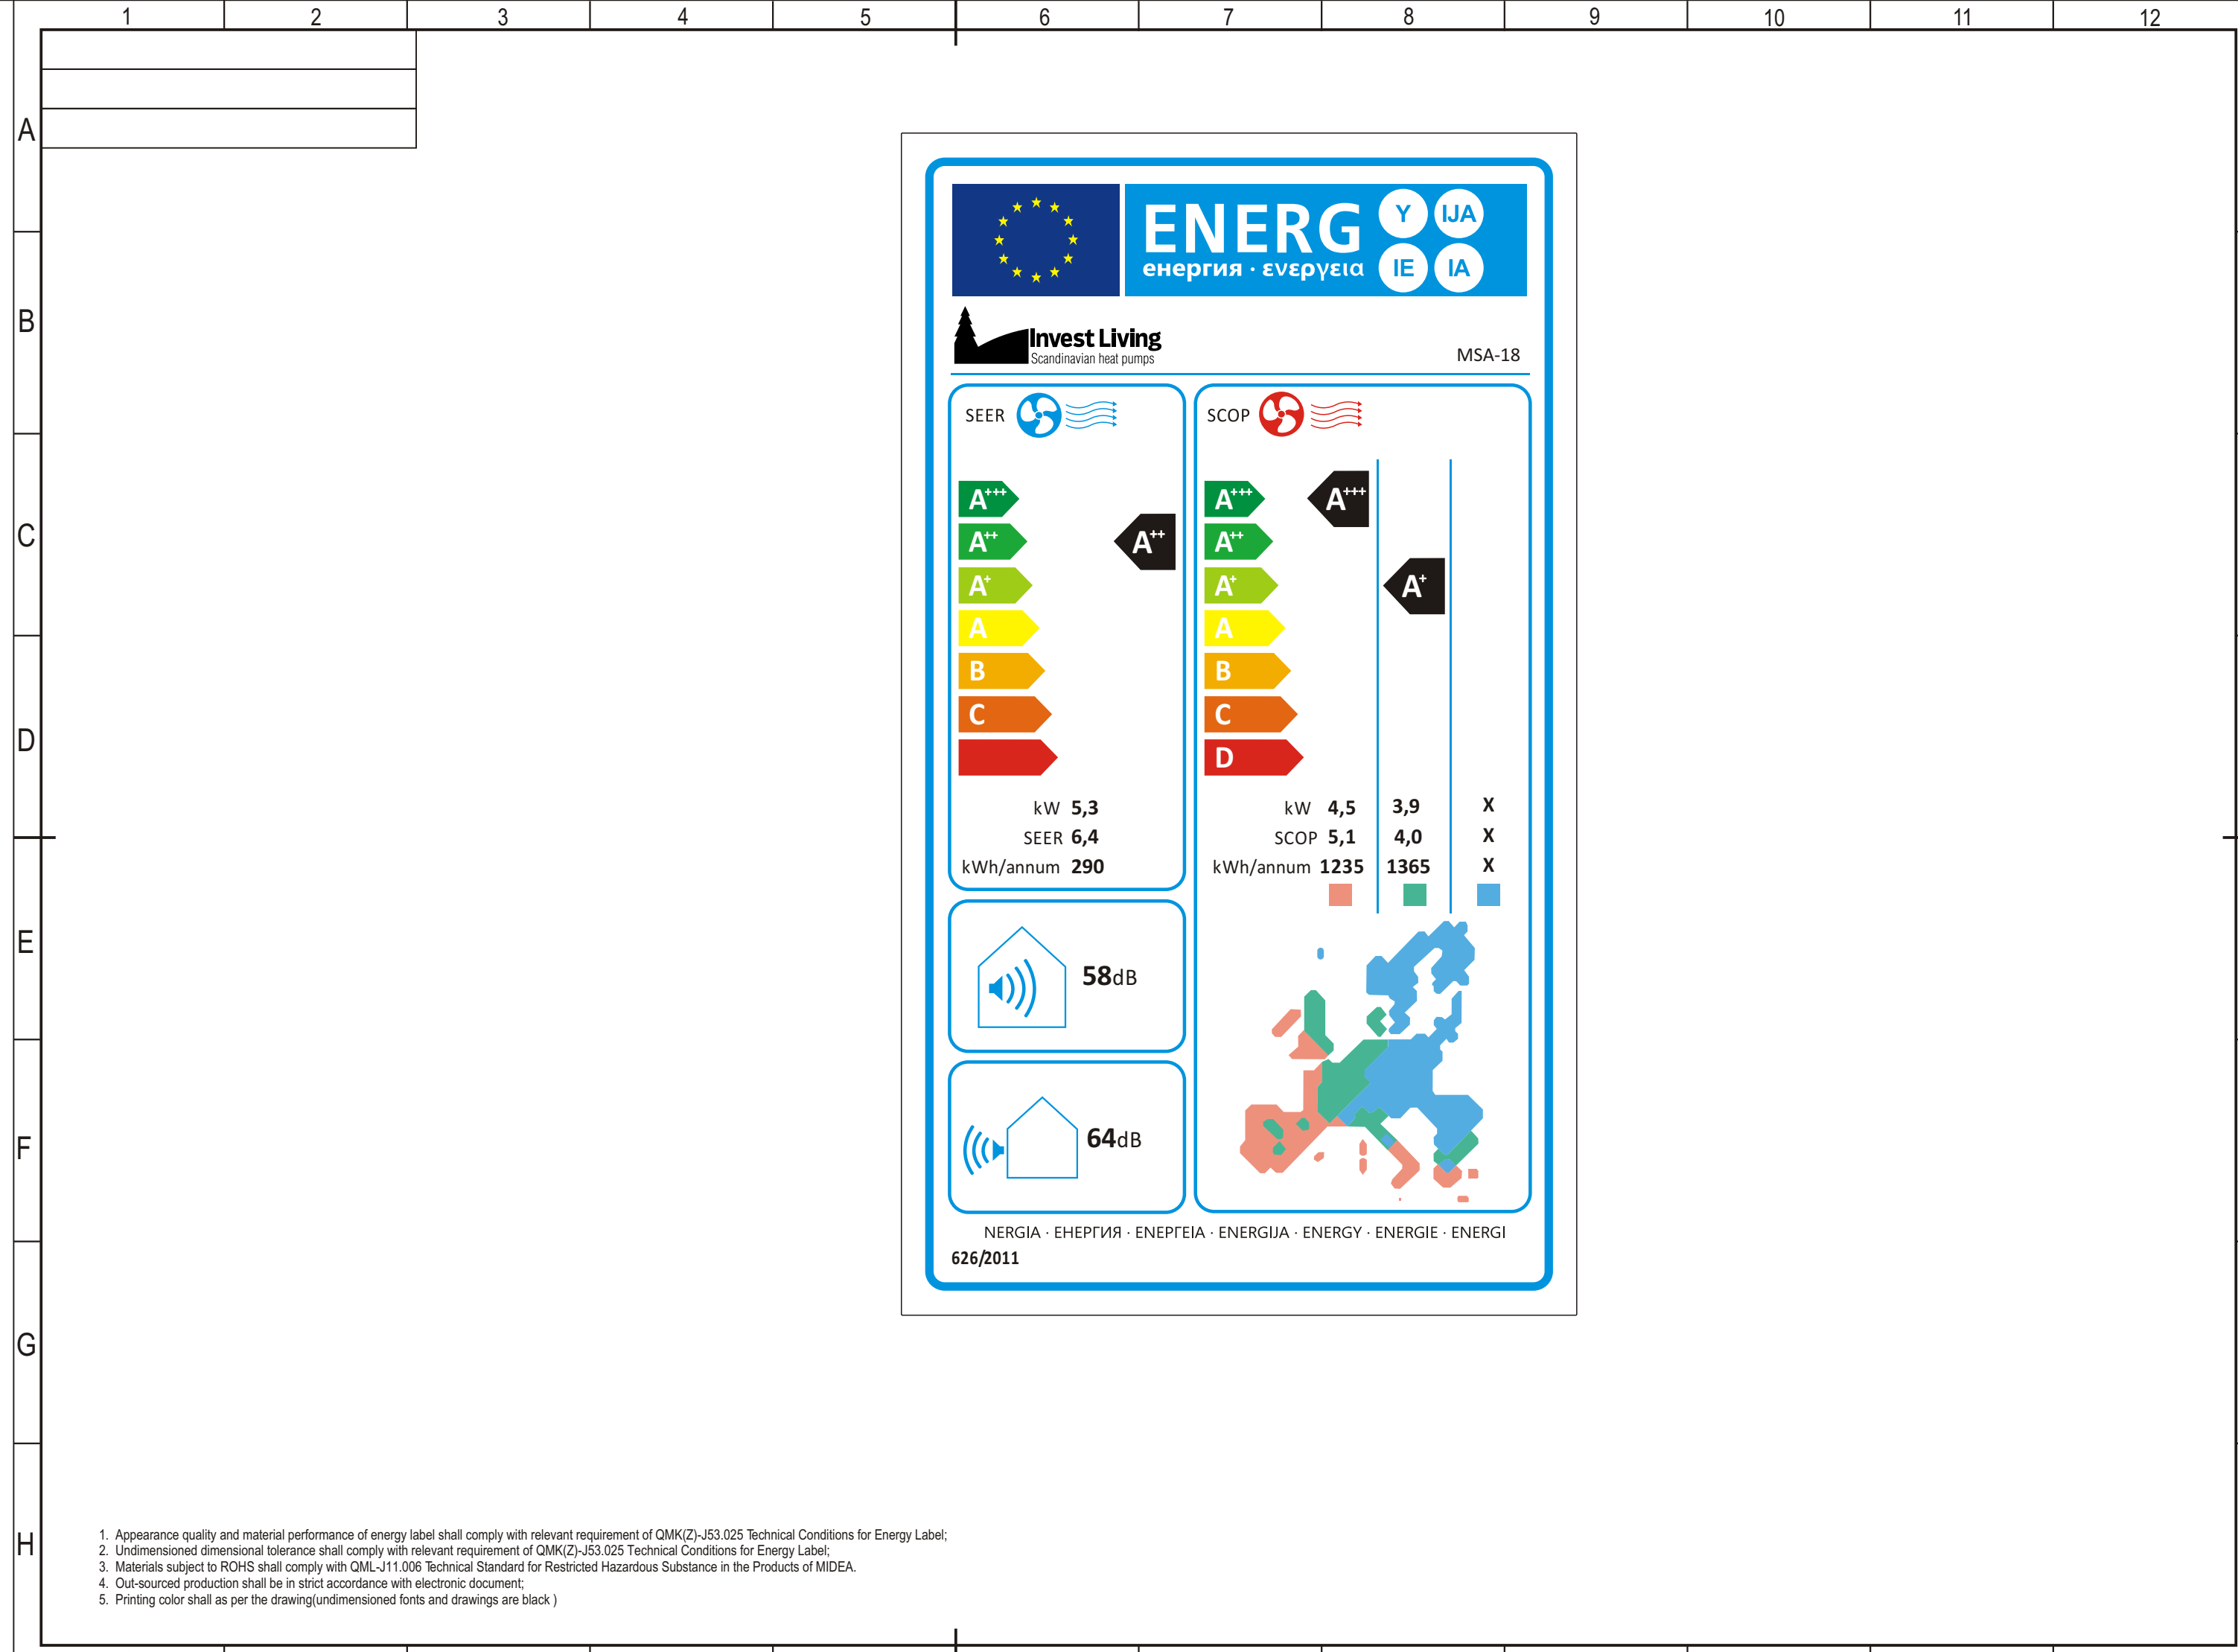 1 2 3 4 5 6 7 8 9 10 11 12
A
B
C
D
E
F
G
H
ENERG
енергия · ενεργεια
Y IJA
IE IA
Invest Living
Scandinavian heat pumps
MSA-18
SEER
A+++
A++
A+
A
B
C
A++
kW 5,3
SEER 6,4
kWh/annum 290
SCOP
A+++
A++
A+
A
B
C
D
A+++
A+
kW 4,5 3,9 X
SCOP 5,1 4,0 X
kWh/annum 1235 1365 X
58dB
64dB
NERGIA · ЕНЕРГИЯ · ΕΝΕΡΓΕΙΑ · ENERGIJA · ENERGY · ENERGIE · ENERGI
626/2011
1. Appearance quality and material performance of energy label shall comply with relevant requirement of QMK(Z)-J53.025 Technical Conditions for Energy Label;
2. Undimensioned dimensional tolerance shall comply with relevant requirement of QMK(Z)-J53.025 Technical Conditions for Energy Label;
3. Materials subject to ROHS shall comply with QML-J11.006 Technical Standard for Restricted Hazardous Substance in the Products of MIDEA.
4. Out-sourced production shall be in strict accordance with electronic document;
5. Printing color shall as per the drawing(undimensioned fonts and drawings are black )